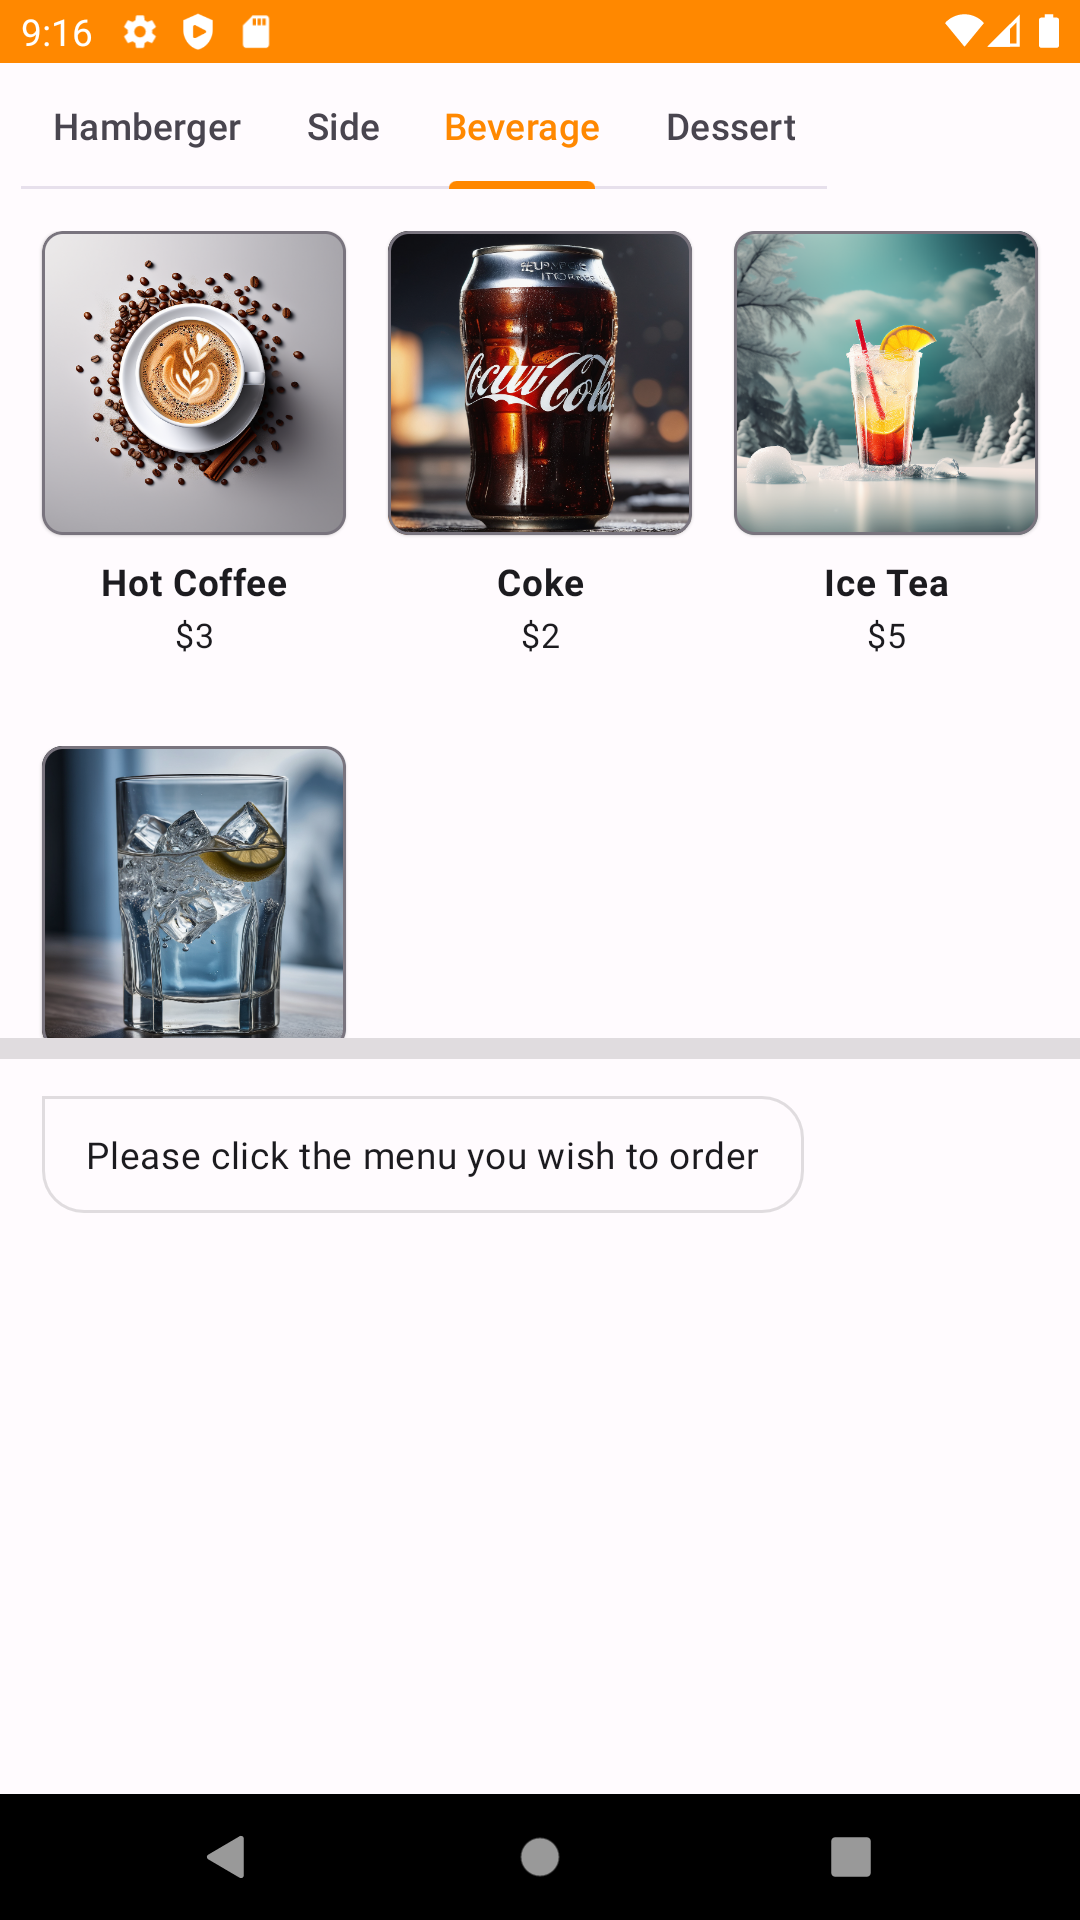 9:16
Hamberger Side Beverage Dessert
Hot Coffee Coke Ice Tea
$3 $2 $5
Please click the menu you wish to order